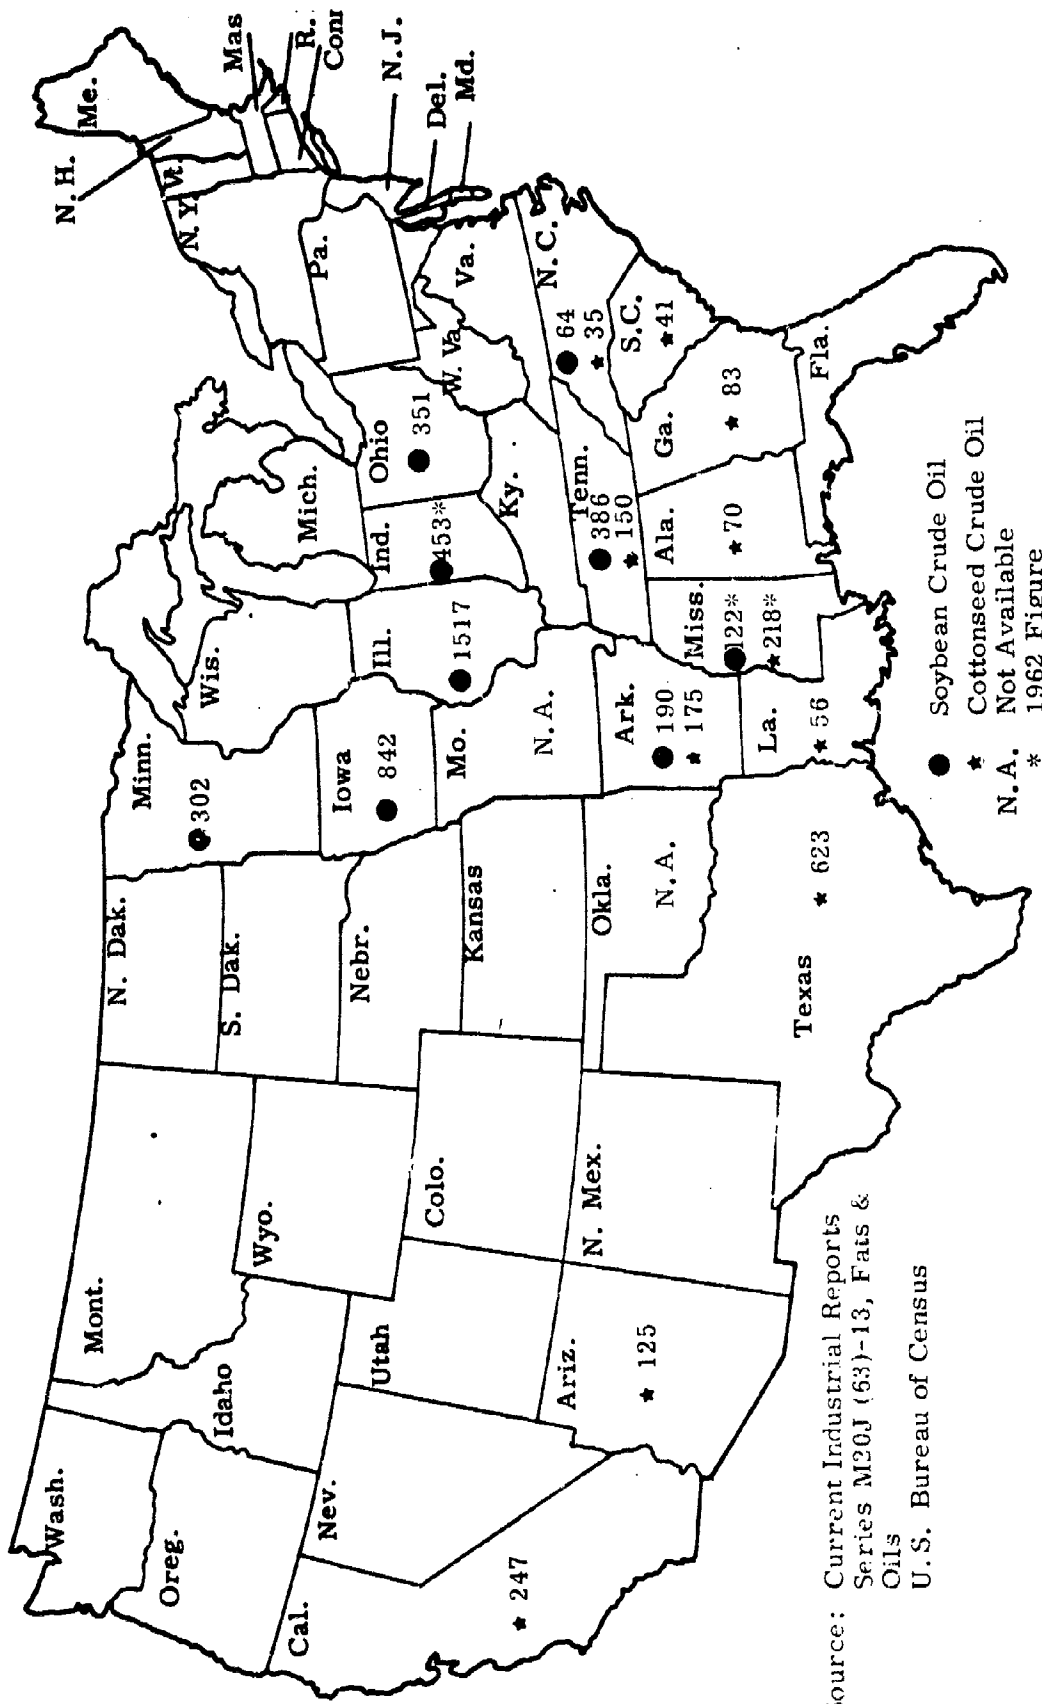 Wash.
Oreg.
Cal.
★ 247
Nev.
Idaho
Mont.
Wyo.
Utah
Colo.
Ariz.
★ 125
N. Mex.
N. Dak.
S. Dak.
Nebr.
Kansas
Okla.
N.A.
Texas
★ 623
Minn.
●302
Iowa
● 842
Mo.
N.A.
Ark.
● 190
★ 175
La.
★ 56
Wis.
Ill.
● 1517
Mich.
Ind.
●453*
Ohio
● 351
Ky.
Tenn.
● 386
★ 150
Miss.
●122*
★218*
Ala.
★ 70
Ga.
★ 83
Fla.
S.C.
★41
N. C.
● 64
★ 35
Va.
W. Va
Pa.
N.Y.
Vt.
N. H.
Me.
Mas
R.
Conn
N.J.
Del.
Md.
● Soybean Crude Oil
★ Cottonseed Crude Oil
N.A. Not Available
* 1962 Figure
ource: Current Industrial Reports
Series M20J (63)-13, Fats &
Oils
U.S. Bureau of Census